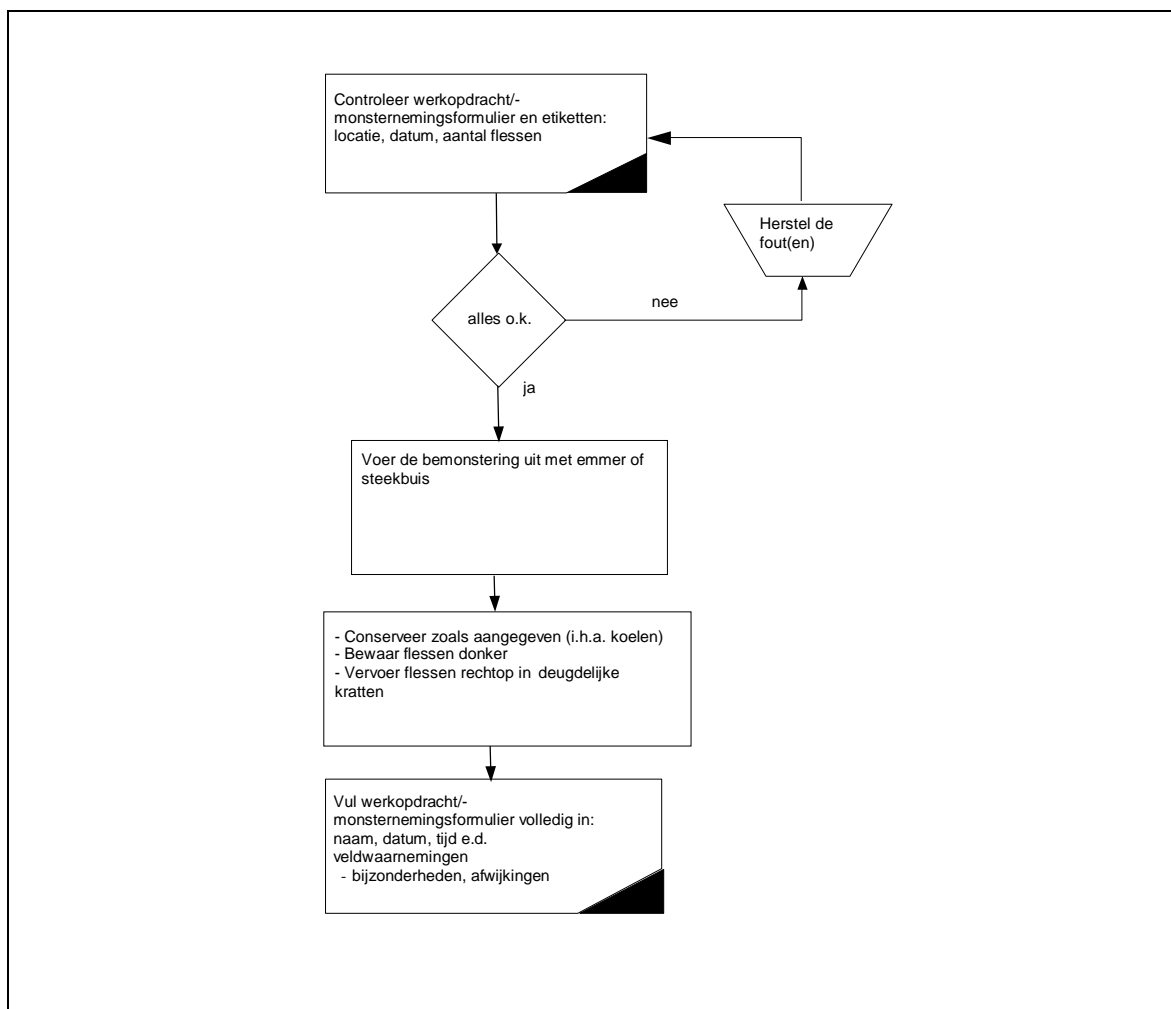 Controleer werkopdracht/-
monsternemingsformulier en etiketten:
locatie, datum, aantal flessen
Herstel de
fout(en)
alles o.k.
nee
ja
Voer de bemonstering uit met emmer of
steekbuis
- Conserveer zoals aangegeven (i.h.a. koelen)
- Bewaar flessen donker
- Vervoer flessen rechtop in deugdelijke
kratten
Vul werkopdracht/-
monsternemingsformulier volledig in:
naam, datum, tijd e.d.
veldwaarnemingen
- bijzonderheden, afwijkingen